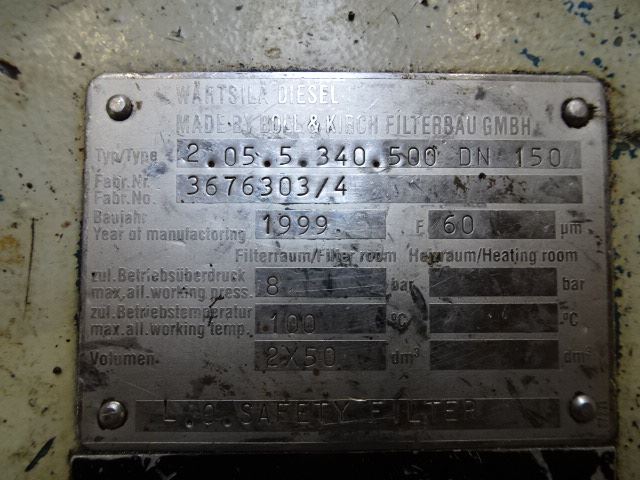 WÄRTSILÄ DIESEL
MADE BY BOLL & KIRCH FILTERBAU GMBH
Typ/Type 2.05.5.340.500 DN 150
Fabr.Nr. 3676303/4
Fabr.No.
Baujahr 1999 F. 60 µm
Year of manufactoring
Filterraum/Filter room Heizraum/Heating room
zul.Betriebsüberdruck 8 bar bar
max.all.working press.
zul.Betriebstemperatur 100 °C °C
max.all.working temp.
Volumen 2X50 dm³ dm³
L.O.SAFETY FILTER